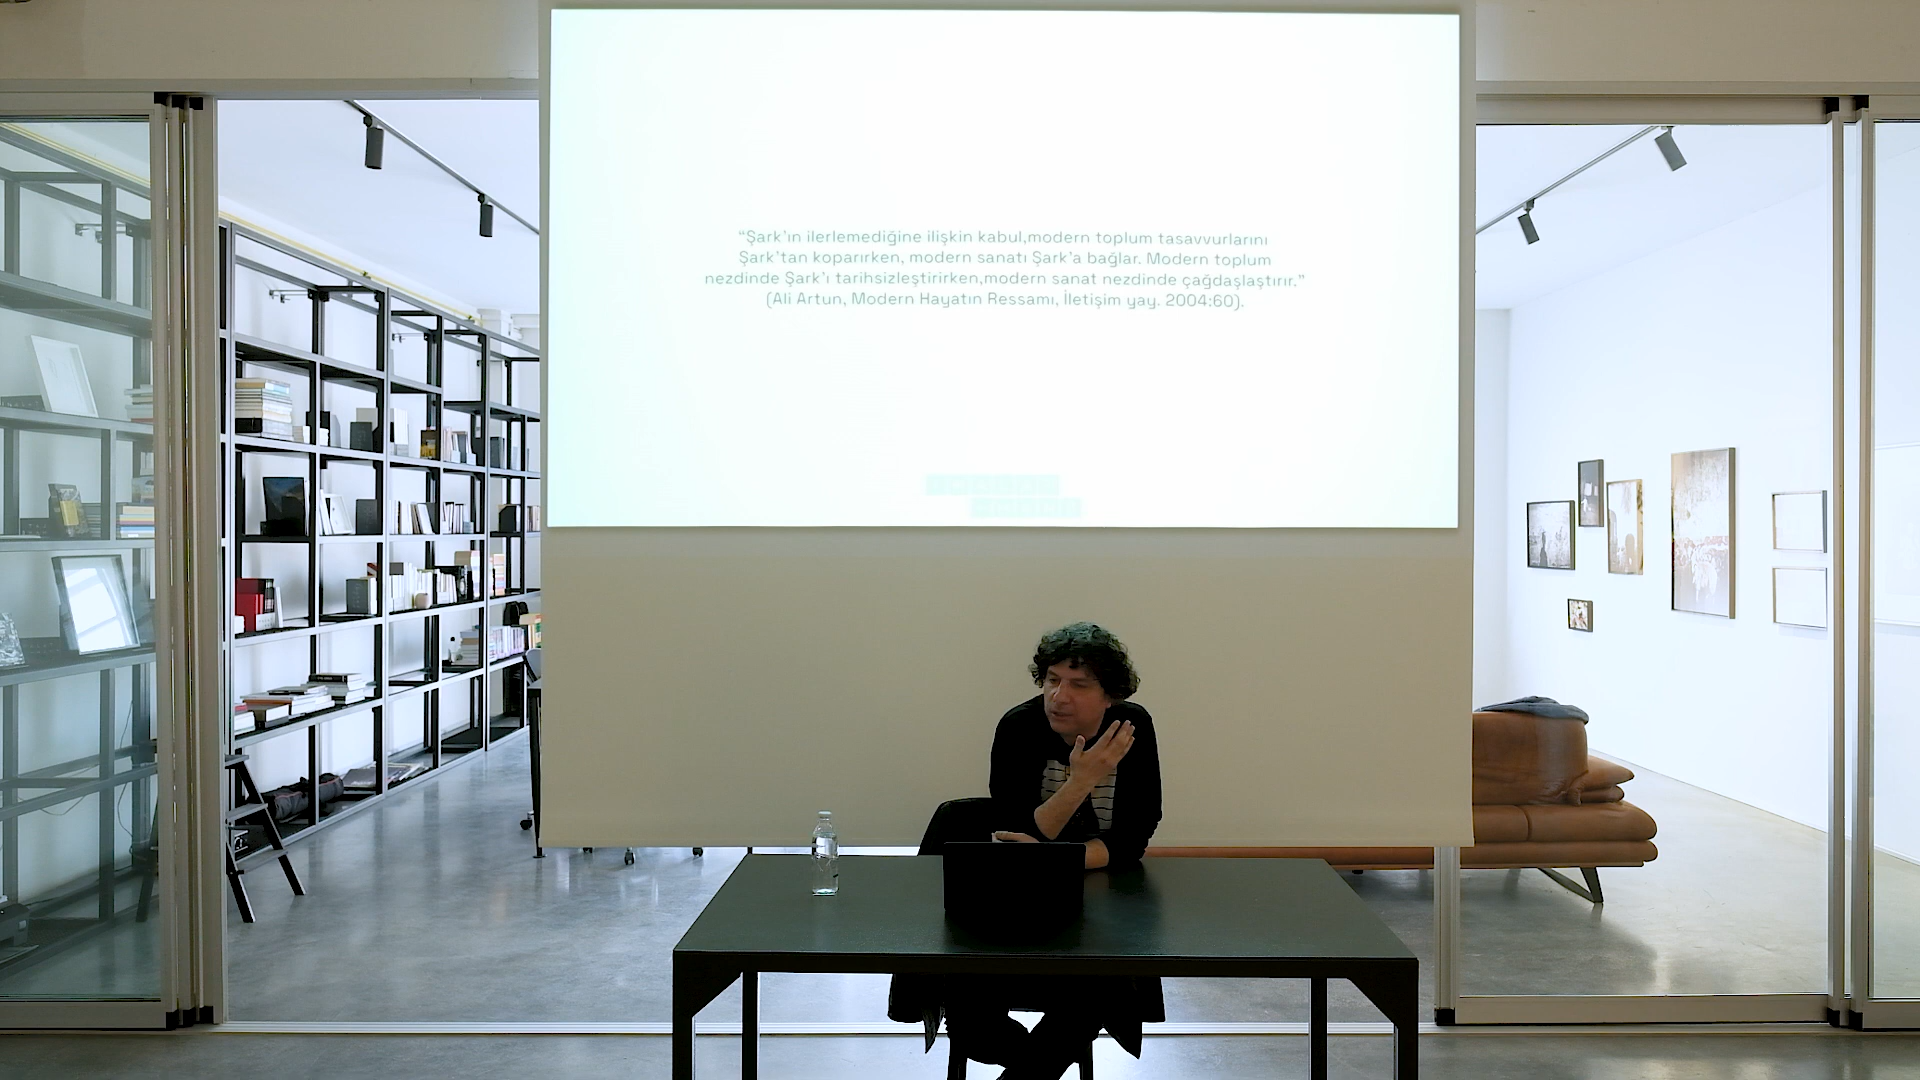 “Şark’ın ilerlemediğine ilişkin kabul,modern toplum tasavvurlarını
Şark’tan koparırken, modern sanatı Şark’a bağlar. Modern toplum
nezdinde Şark’ı tarihsizleştirirken,modern sanat nezdinde çağdaşlaştırır.”
(Ali Artun, Modern Hayatın Ressamı, İletişim yay. 2004:60).